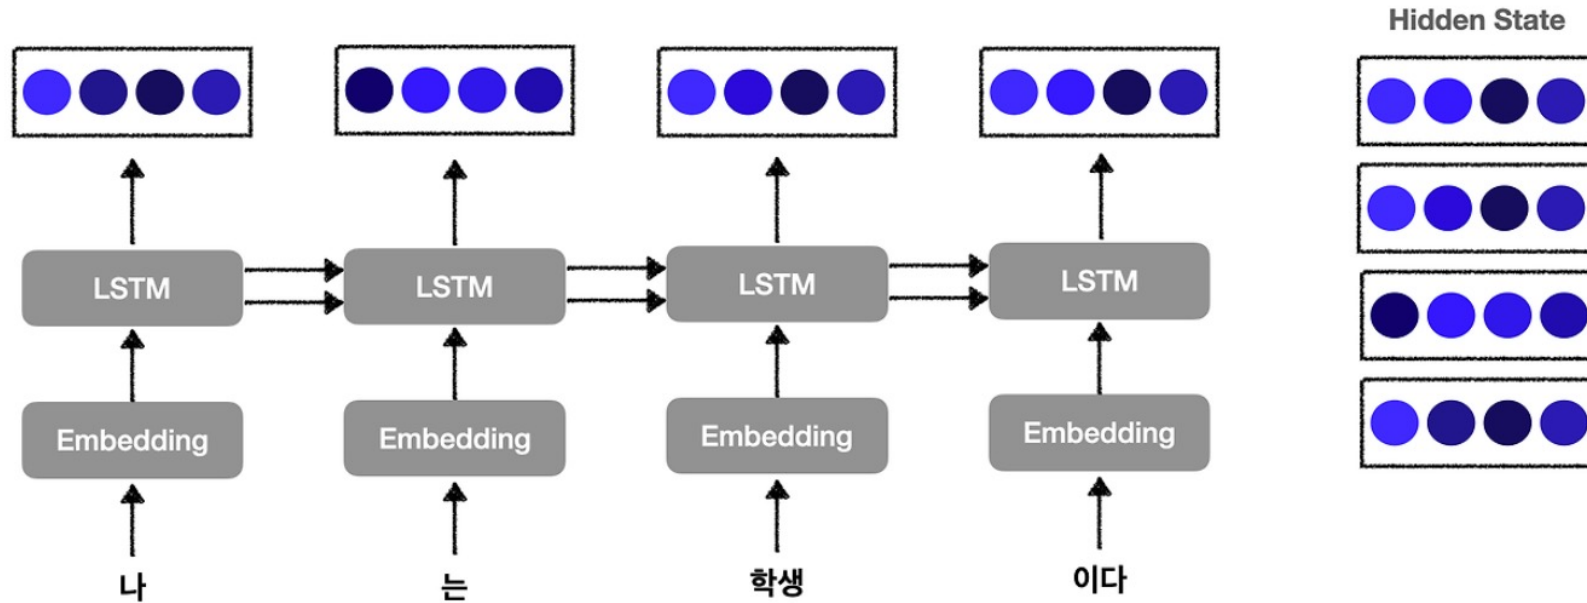 Hidden State
LSTM
LSTM
LSTM
LSTM
Embedding
Embedding
Embedding
Embedding
나
는
학생
이다